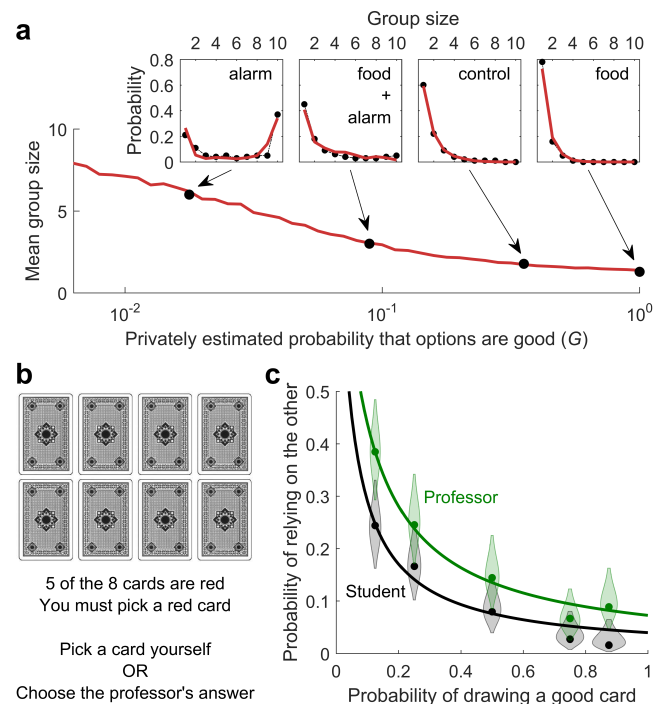 a
Group size
2 4 6 8 10 2 4 6 8 10 2 4 6 8 10 2 4 6 8 10
Probability
0.8
0.6
0.4
0.2
0
alarm
food
+
alarm
control
food
Mean group size
10
5
0
10⁻² 10⁻¹ 10⁰
Privately estimated probability that options are good (G)
b
5 of the 8 cards are red
You must pick a red card
Pick a card yourself
OR
Choose the professor's answer
c
Probability of relying on the other
0.5
0.4
0.3
0.2
0.1
0
Professor
Student
0 0.2 0.4 0.6 0.8 1
Probability of drawing a good card